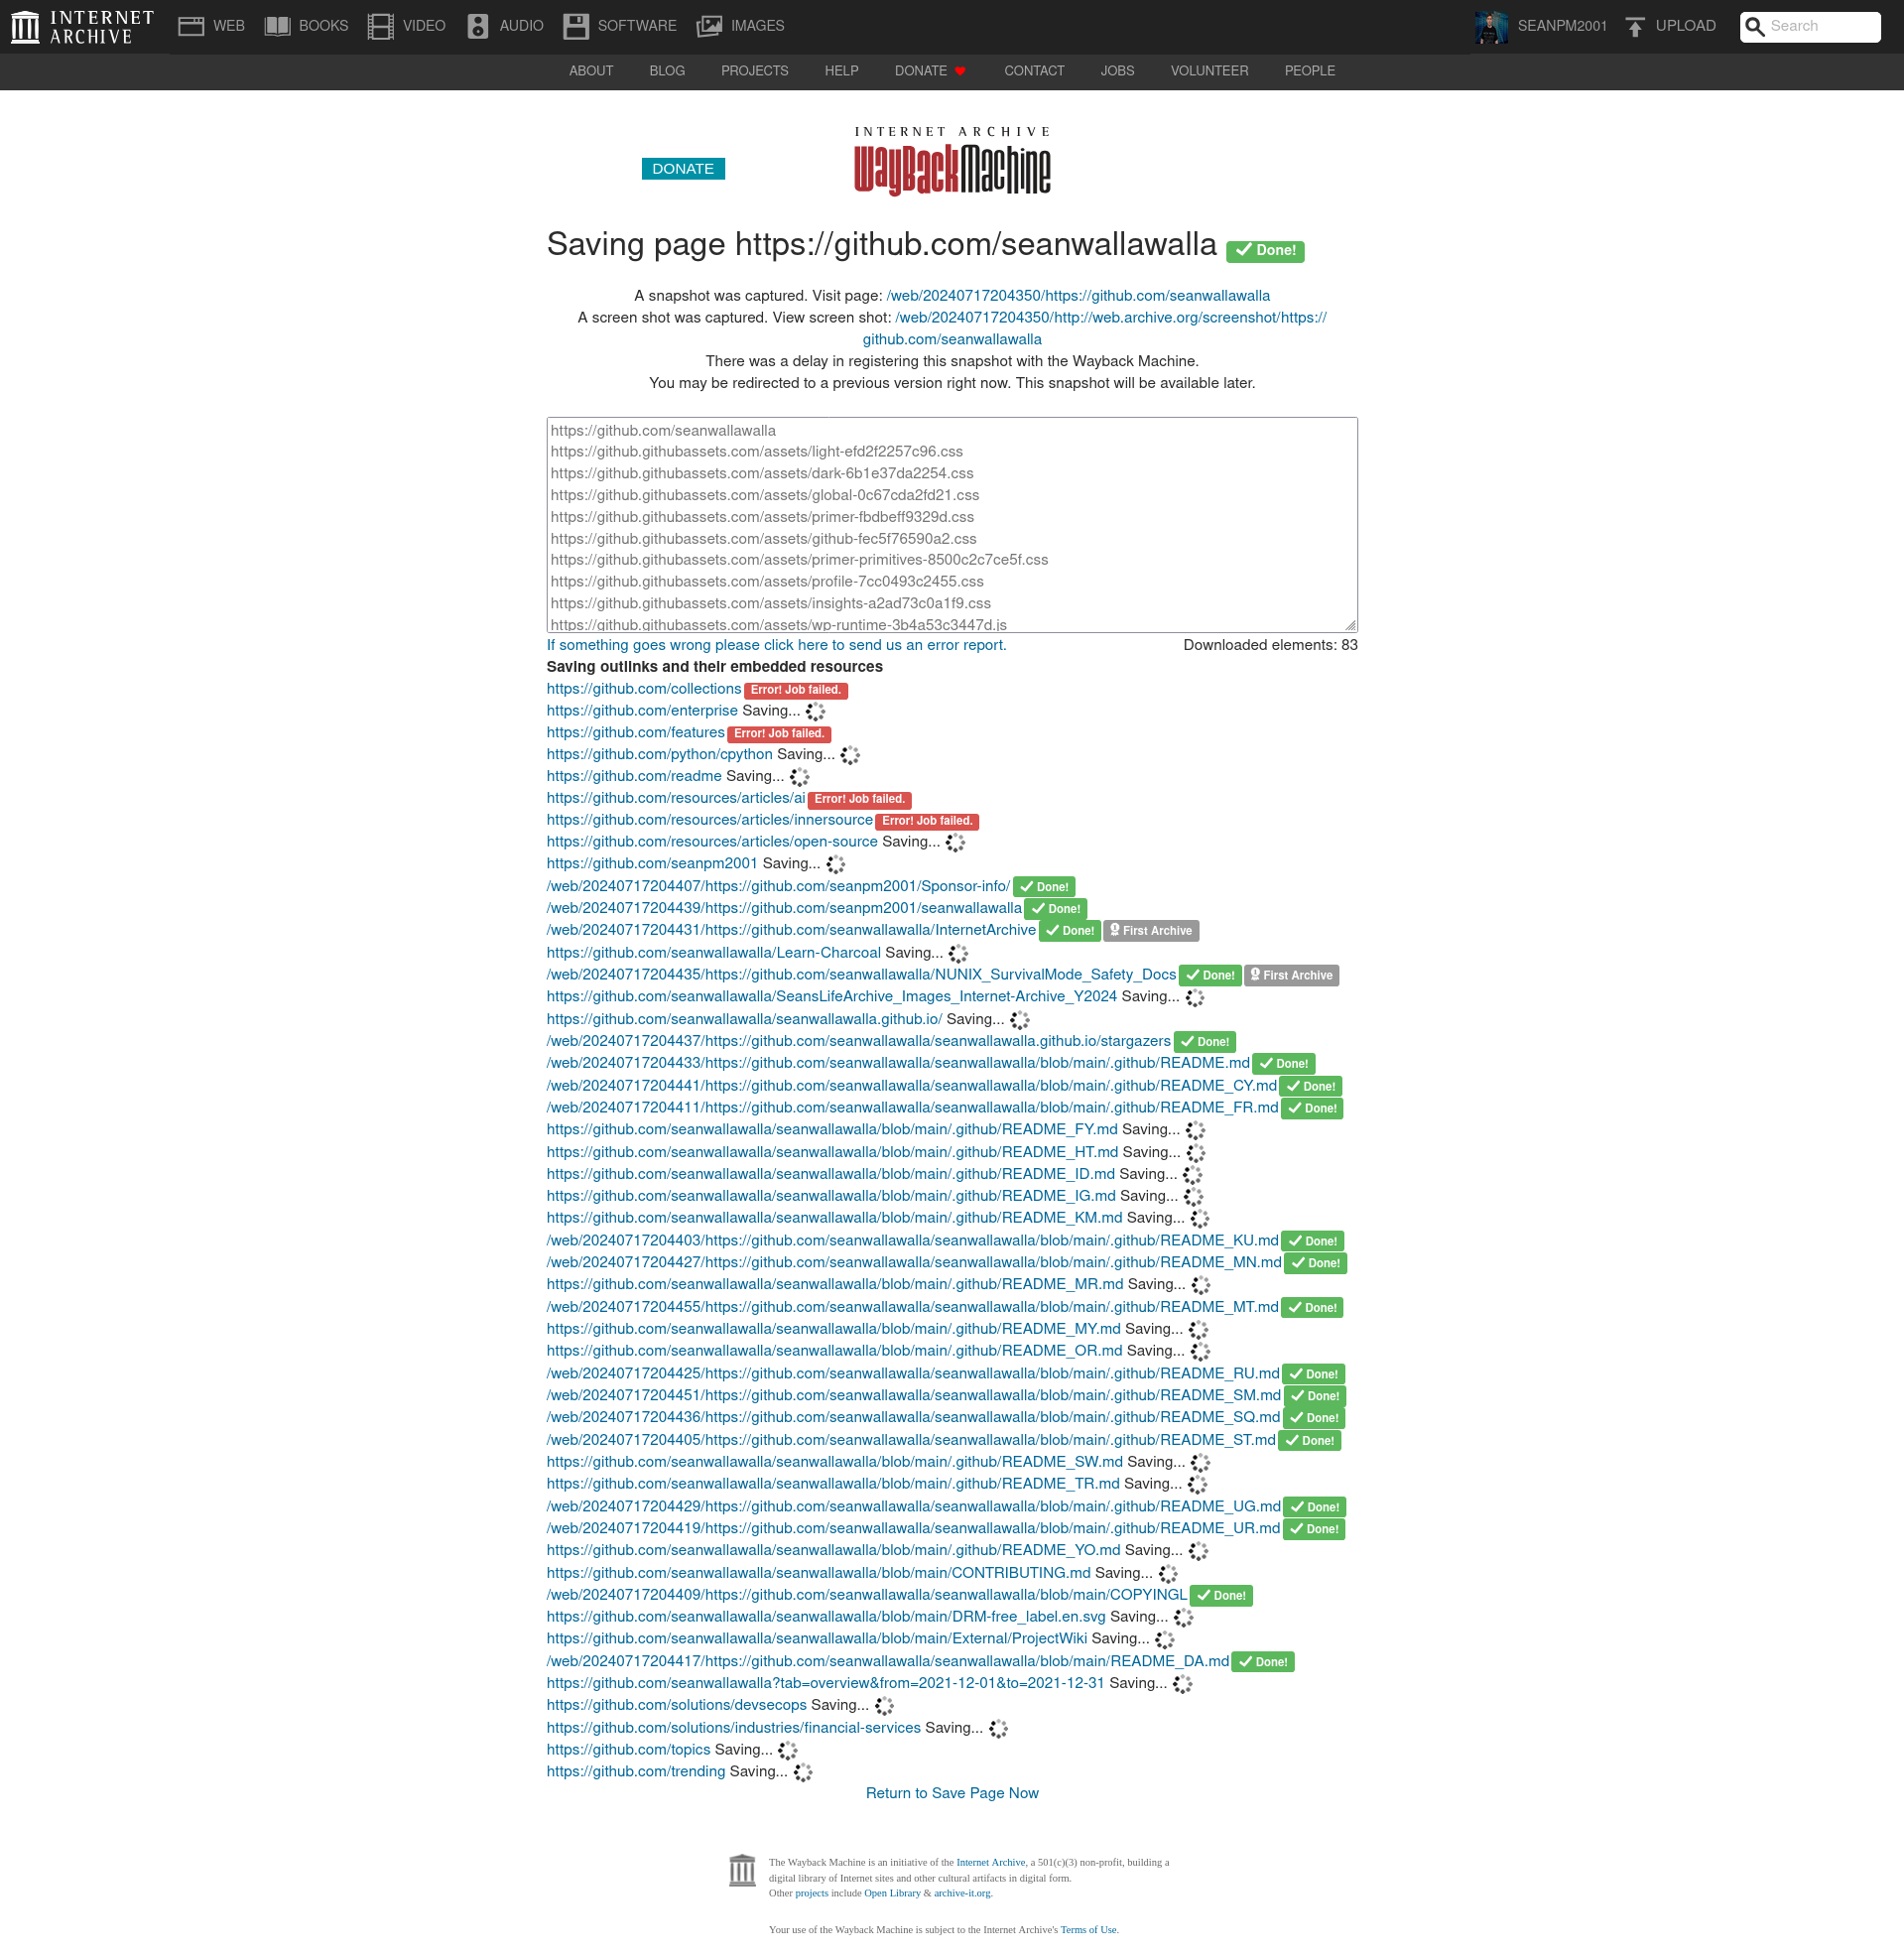 INTERNET ARCHIVE
WEB BOOKS VIDEO AUDIO SOFTWARE IMAGES SEANPM2001 UPLOAD Search
ABOUT BLOG PROJECTS HELP DONATE CONTACT JOBS VOLUNTEER PEOPLE
INTERNET ARCHIVE
DONATE
WayBackMachine
Saving page https://github.com/seanwallawalla Done!
A snapshot was captured. Visit page: /web/20240717204350/https://github.com/seanwallawalla
A screen shot was captured. View screen shot: /web/20240717204350/http://web.archive.org/screenshot/https://
github.com/seanwallawalla
There was a delay in registering this snapshot with the Wayback Machine.
You may be redirected to a previous version right now. This snapshot will be available later.
https://github.com/seanwallawalla
https://github.githubassets.com/assets/light-efd2f2257c96.css
https://github.githubassets.com/assets/dark-6b1e37da2254.css
https://github.githubassets.com/assets/global-0c67cda2fd21.css
https://github.githubassets.com/assets/primer-fbdbeff9329d.css
https://github.githubassets.com/assets/github-fec5f76590a2.css
https://github.githubassets.com/assets/primer-primitives-8500c2c7ce5f.css
https://github.githubassets.com/assets/profile-7cc0493c2455.css
https://github.githubassets.com/assets/insights-a2ad73c0a1f9.css
https://github.githubassets.com/assets/wp-runtime-3b4a53c3447d.js
If something goes wrong please click here to send us an error report. Downloaded elements: 83
Saving outlinks and their embedded resources
https://github.com/collections Error! Job failed.
https://github.com/enterprise Saving...
https://github.com/features Error! Job failed.
https://github.com/python/cpython Saving...
https://github.com/readme Saving...
https://github.com/resources/articles/ai Error! Job failed.
https://github.com/resources/articles/innersource Error! Job failed.
https://github.com/resources/articles/open-source Saving...
https://github.com/seanpm2001 Saving...
/web/20240717204407/https://github.com/seanpm2001/Sponsor-info/ Done!
/web/20240717204439/https://github.com/seanpm2001/seanwallawalla Done!
/web/20240717204431/https://github.com/seanwallawalla/InternetArchive Done! First Archive
https://github.com/seanwallawalla/Learn-Charcoal Saving...
/web/20240717204435/https://github.com/seanwallawalla/NUNIX_SurvivalMode_Safety_Docs Done! First Archive
https://github.com/seanwallawalla/SeansLifeArchive_Images_Internet-Archive_Y2024 Saving...
https://github.com/seanwallawalla/seanwallawalla.github.io/ Saving...
/web/20240717204437/https://github.com/seanwallawalla/seanwallawalla.github.io/stargazers Done!
/web/20240717204433/https://github.com/seanwallawalla/seanwallawalla/blob/main/.github/README.md Done!
/web/20240717204441/https://github.com/seanwallawalla/seanwallawalla/blob/main/.github/README_CY.md Done!
/web/20240717204411/https://github.com/seanwallawalla/seanwallawalla/blob/main/.github/README_FR.md Done!
https://github.com/seanwallawalla/seanwallawalla/blob/main/.github/README_FY.md Saving...
https://github.com/seanwallawalla/seanwallawalla/blob/main/.github/README_HT.md Saving...
https://github.com/seanwallawalla/seanwallawalla/blob/main/.github/README_ID.md Saving...
https://github.com/seanwallawalla/seanwallawalla/blob/main/.github/README_IG.md Saving...
https://github.com/seanwallawalla/seanwallawalla/blob/main/.github/README_KM.md Saving...
/web/20240717204403/https://github.com/seanwallawalla/seanwallawalla/blob/main/.github/README_KU.md Done!
/web/20240717204427/https://github.com/seanwallawalla/seanwallawalla/blob/main/.github/README_MN.md Done!
https://github.com/seanwallawalla/seanwallawalla/blob/main/.github/README_MR.md Saving...
/web/20240717204455/https://github.com/seanwallawalla/seanwallawalla/blob/main/.github/README_MT.md Done!
https://github.com/seanwallawalla/seanwallawalla/blob/main/.github/README_MY.md Saving...
https://github.com/seanwallawalla/seanwallawalla/blob/main/.github/README_OR.md Saving...
/web/20240717204425/https://github.com/seanwallawalla/seanwallawalla/blob/main/.github/README_RU.md Done!
/web/20240717204451/https://github.com/seanwallawalla/seanwallawalla/blob/main/.github/README_SM.md Done!
/web/20240717204436/https://github.com/seanwallawalla/seanwallawalla/blob/main/.github/README_SQ.md Done!
/web/20240717204405/https://github.com/seanwallawalla/seanwallawalla/blob/main/.github/README_ST.md Done!
https://github.com/seanwallawalla/seanwallawalla/blob/main/.github/README_SW.md Saving...
https://github.com/seanwallawalla/seanwallawalla/blob/main/.github/README_TR.md Saving...
/web/20240717204429/https://github.com/seanwallawalla/seanwallawalla/blob/main/.github/README_UG.md Done!
/web/20240717204419/https://github.com/seanwallawalla/seanwallawalla/blob/main/.github/README_UR.md Done!
https://github.com/seanwallawalla/seanwallawalla/blob/main/.github/README_YO.md Saving...
https://github.com/seanwallawalla/seanwallawalla/blob/main/CONTRIBUTING.md Saving...
/web/20240717204409/https://github.com/seanwallawalla/seanwallawalla/blob/main/COPYINGL Done!
https://github.com/seanwallawalla/seanwallawalla/blob/main/DRM-free_label.en.svg Saving...
https://github.com/seanwallawalla/seanwallawalla/blob/main/External/ProjectWiki Saving...
/web/20240717204417/https://github.com/seanwallawalla/seanwallawalla/blob/main/README_DA.md Done!
https://github.com/seanwallawalla?tab=overview&from=2021-12-01&to=2021-12-31 Saving...
https://github.com/solutions/devsecops Saving...
https://github.com/solutions/industries/financial-services Saving...
https://github.com/topics Saving...
https://github.com/trending Saving...
Return to Save Page Now
The Wayback Machine is an initiative of the Internet Archive, a 501(c)(3) non-profit, building a
digital library of Internet sites and other cultural artifacts in digital form.
Other projects include Open Library & archive-it.org.
Your use of the Wayback Machine is subject to the Internet Archive's Terms of Use.